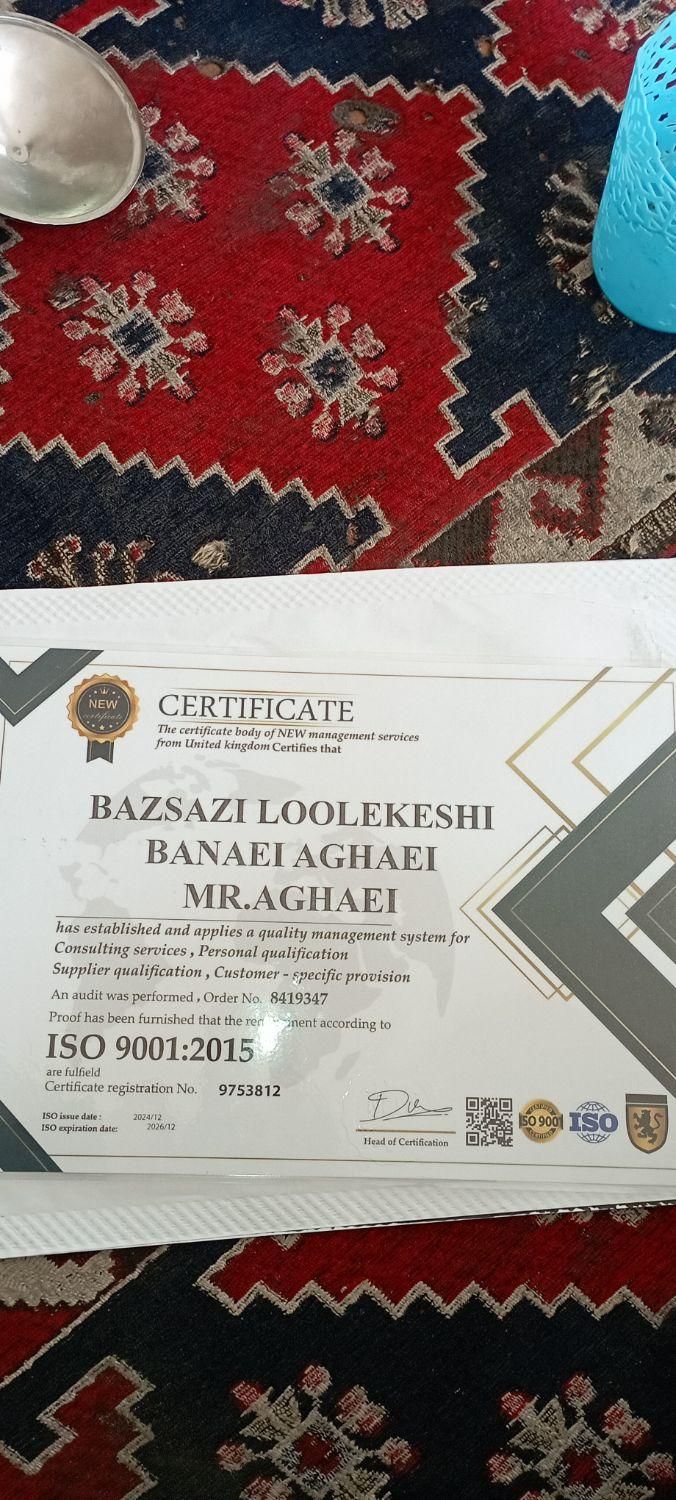 NEW
certificate
CERTIFICATE
The certificate body of NEW management services
from United kingdom Certifies that
BAZSAZI LOOLEKESHI
BANAEI AGHAEI
MR.AGHAEI
has established and applies a quality management system for
Consulting services , Personal qualification
Supplier qualification , Customer - specific provision
An audit was performed , Order No. 8419347
Proof has been furnished that the requirement according to
ISO 9001:2015
are fulfield
Certificate registration No. 9753812
ISO issue date : 2024/12
ISO expiration date: 2026/12
Head of Certification
CERTIFIED
ISO 9001
CERTIFIED
ISO